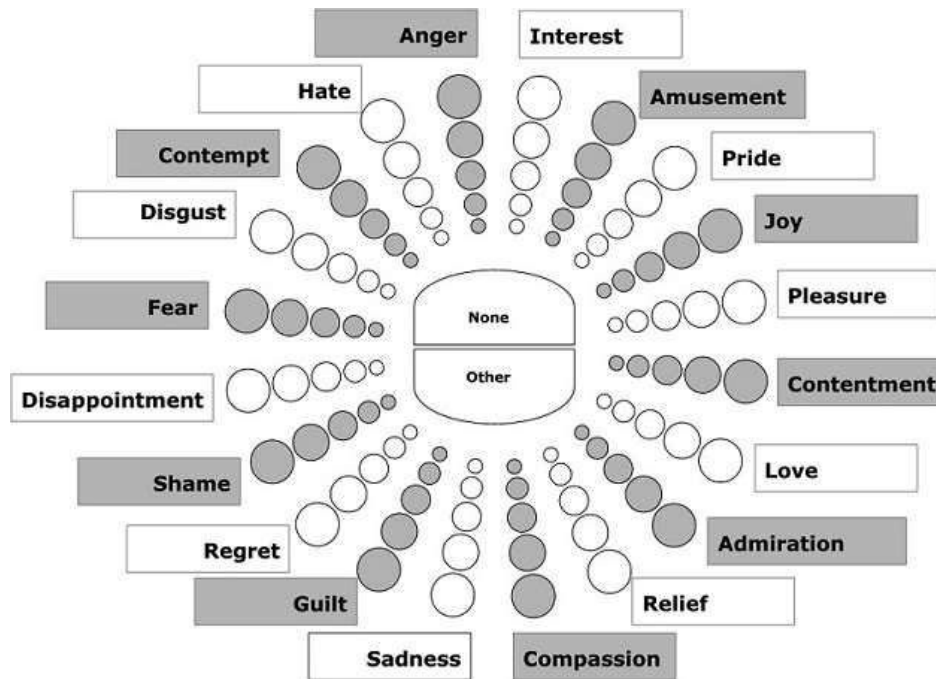 Anger
Interest
Hate
Amusement
Contempt
Pride
Disgust
Joy
Fear
Pleasure
None
Other
Disappointment
Contentment
Shame
Love
Regret
Admiration
Guilt
Relief
Sadness
Compassion